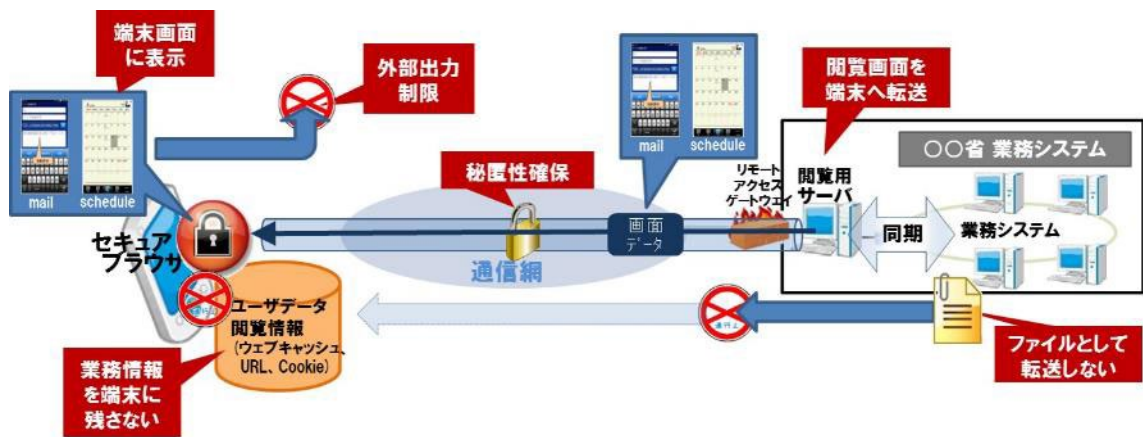 端末画面
に表示
mail
schedule
外部出力
制限
mail
schedule
閲覧画面を
端末へ転送
〇〇省 業務システム
リモート
アクセス
ゲートウェイ
閲覧用
サーバ
同期
業務システム
秘匿性確保
画面
データ
通信網
セキュア
ブラウザ
ユーザデータ
閲覧情報
(ウェブキャッシュ、
URL、Cookie)
業務情報
を端末に
残さない
ファイルとして
転送しない